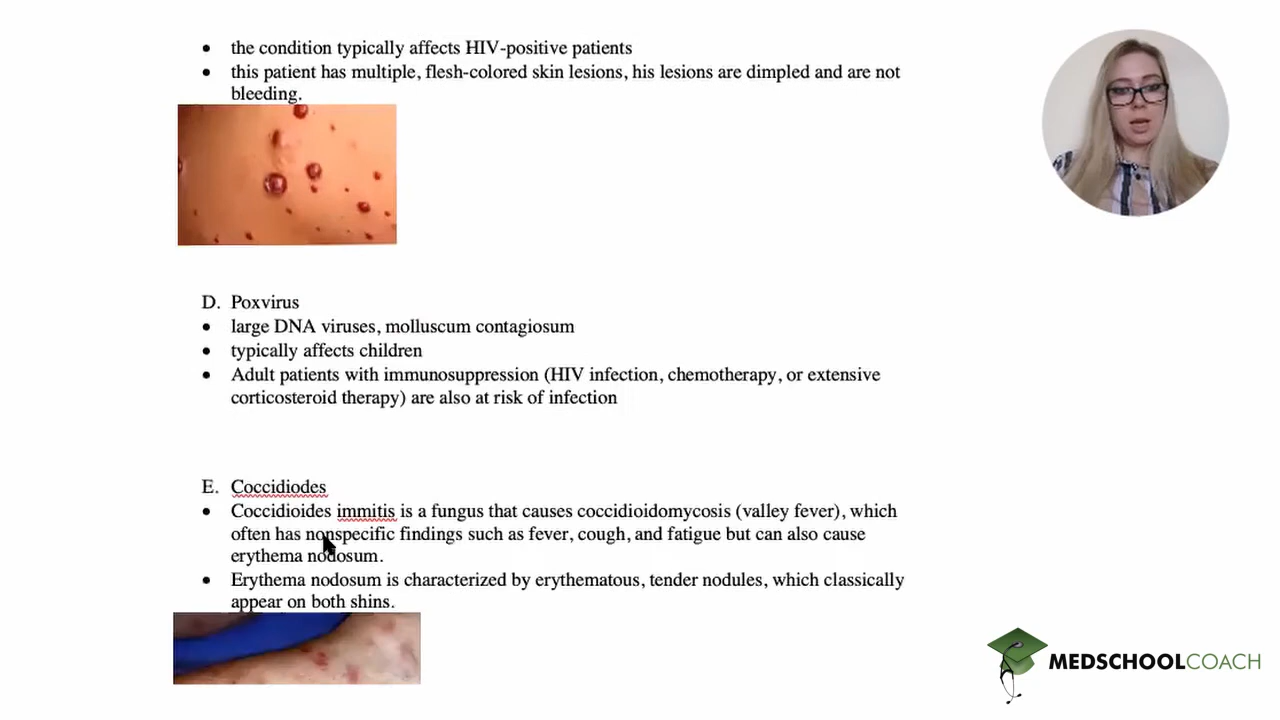 • the condition typically affects HIV-positive patients
• this patient has multiple, flesh-colored skin lesions, his lesions are dimpled and are not
bleeding.
D. Poxvirus
• large DNA viruses, molluscum contagiosum
• typically affects children
• Adult patients with immunosuppression (HIV infection, chemotherapy, or extensive
corticosteroid therapy) are also at risk of infection
E. Coccidiodes
• Coccidioides immitis is a fungus that causes coccidioidomycosis (valley fever), which
often has nonspecific findings such as fever, cough, and fatigue but can also cause
erythema nodosum.
• Erythema nodosum is characterized by erythematous, tender nodules, which classically
appear on both shins.
MEDSCHOOLCOACH